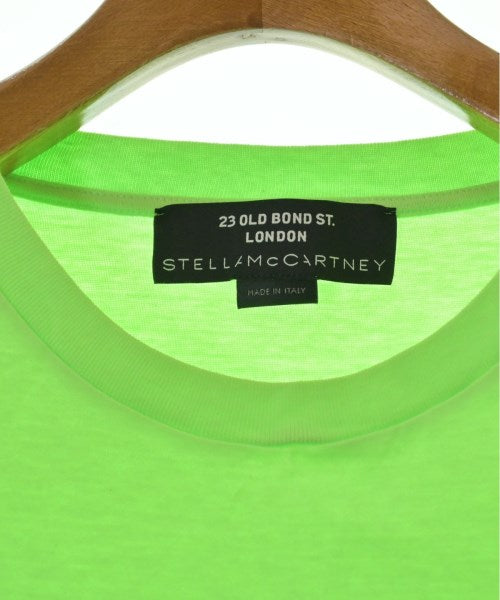 23 OLD BOND ST.
LONDON
STELLAMCCARTNEY
MADE IN ITALY